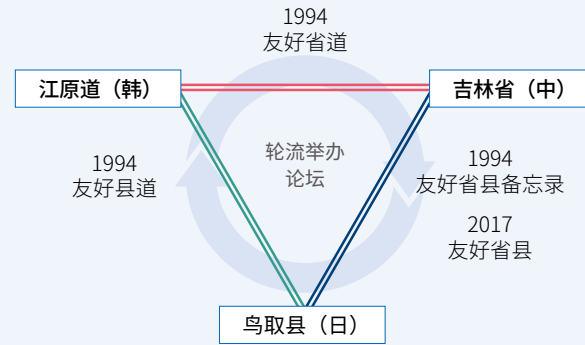 1994
友好省道
江原道（韩）
吉林省（中）
轮流举办
论坛
1994
友好县道
1994
友好省县备忘录
2017
友好省县
鸟取县（日）